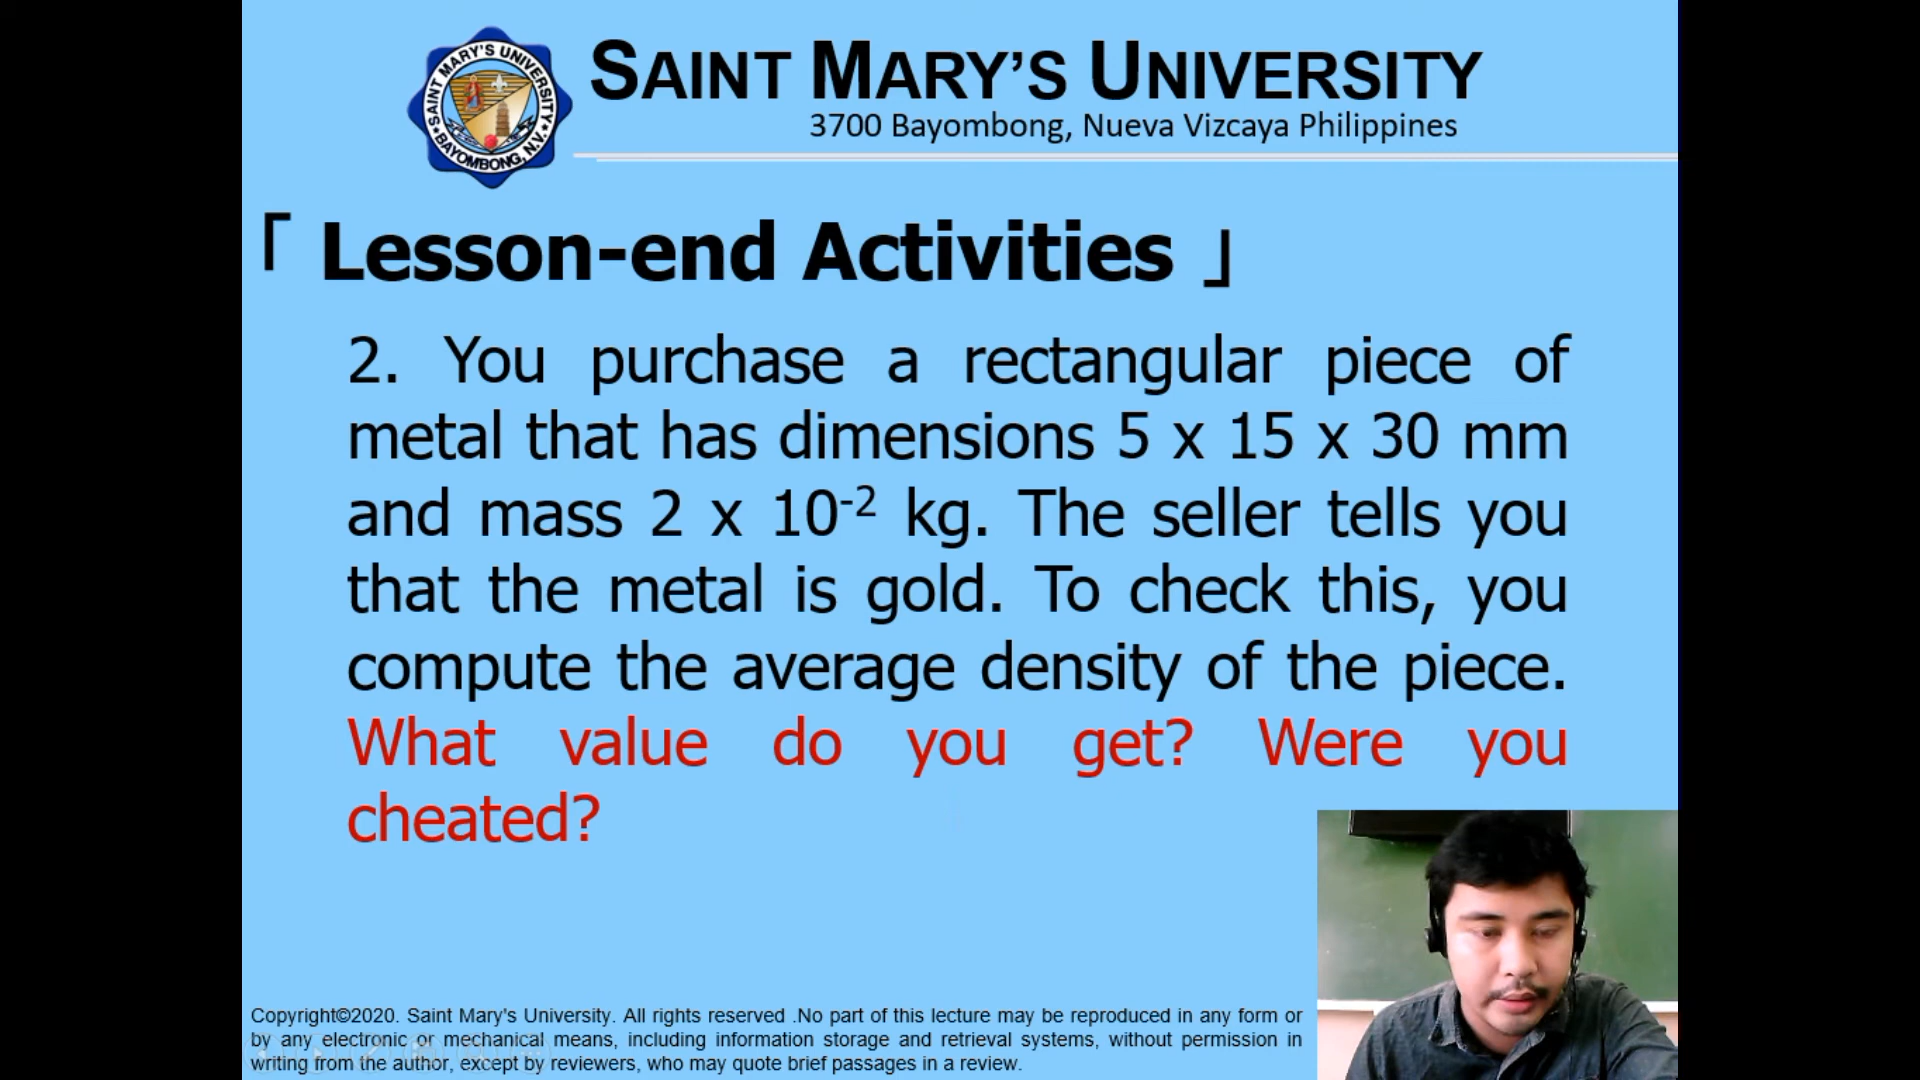 SAINT MARY'S UNIVERSITY
BAYOMBONG, N.V.
SAINT MARY'S UNIVERSITY
3700 Bayombong, Nueva Vizcaya Philippines
「 Lesson-end Activities 」
2. You purchase a rectangular piece of
metal that has dimensions 5 x 15 x 30 mm
and mass 2 x 10⁻² kg. The seller tells you
that the metal is gold. To check this, you
compute the average density of the piece.
What value do you get? Were you
cheated?
Copyright©2020. Saint Mary's University. All rights reserved .No part of this lecture may be reproduced in any form or
by any electronic or mechanical means, including information storage and retrieval systems, without permission in
writing from the author, except by reviewers, who may quote brief passages in a review.